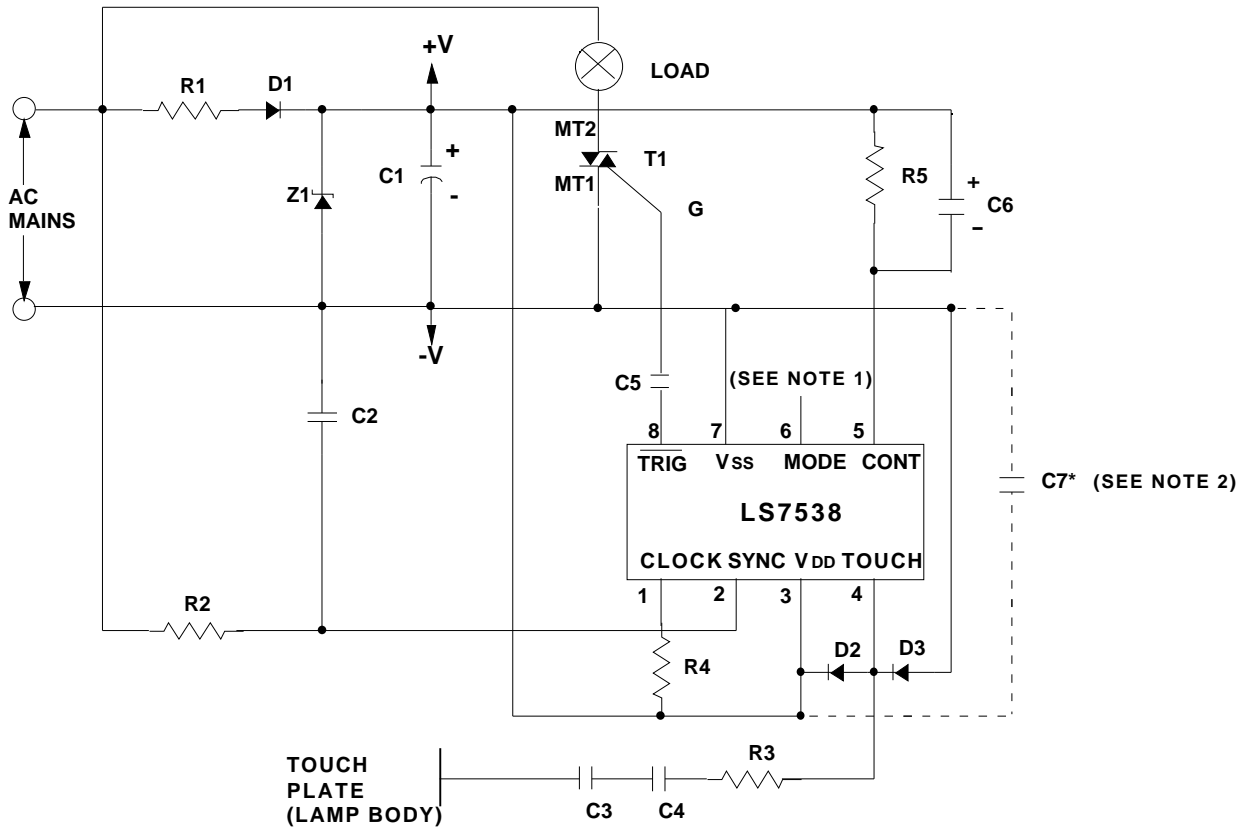 +V
LOAD
R1
D1
MT2
T1
MT1
+
C1
-
Z1
R5
+
C6
-
G
AC
MAINS
-V
C5
(SEE NOTE 1)
C2
8
7
6
5
TRIG
VSS
MODE
CONT
C7* (SEE NOTE 2)
LS7538
CLOCK
SYNC
VDD
TOUCH
1
2
3
4
R2
R4
D2
D3
R3
TOUCH
PLATE
(LAMP BODY)
C3
C4